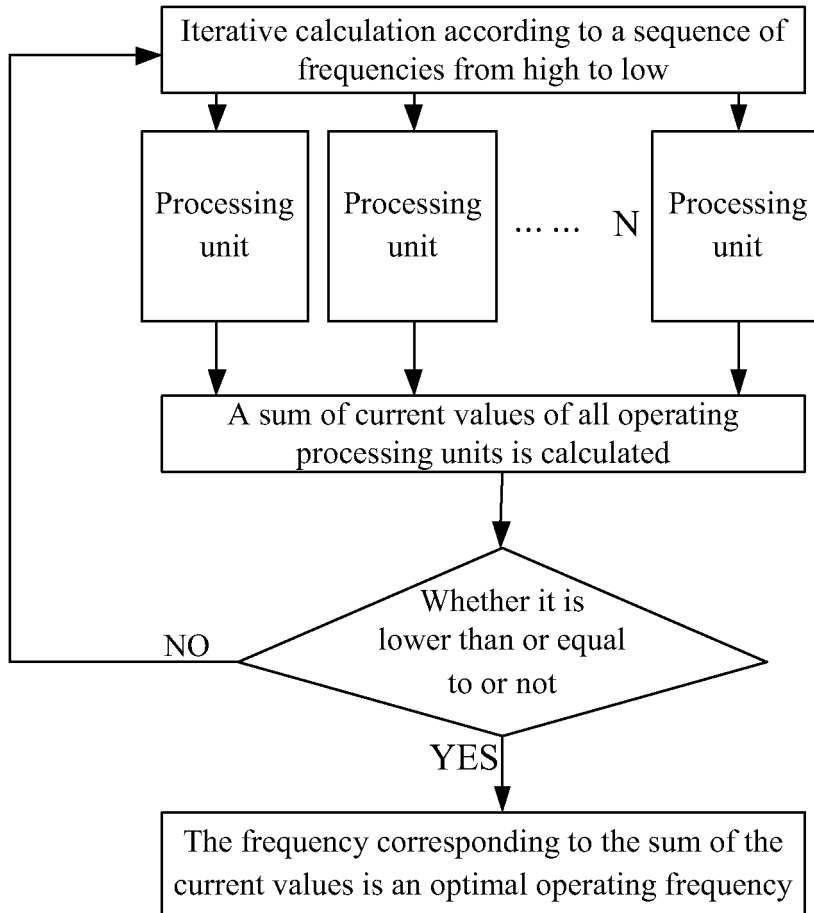 Iterative calculation according to a sequence of
frequencies from high to low
Processing
unit
Processing
unit
... ... N
Processing
unit
A sum of current values of all operating
processing units is calculated
Whether it is
lower than or equal
to or not
NO
YES
The frequency corresponding to the sum of the
current values is an optimal operating frequency